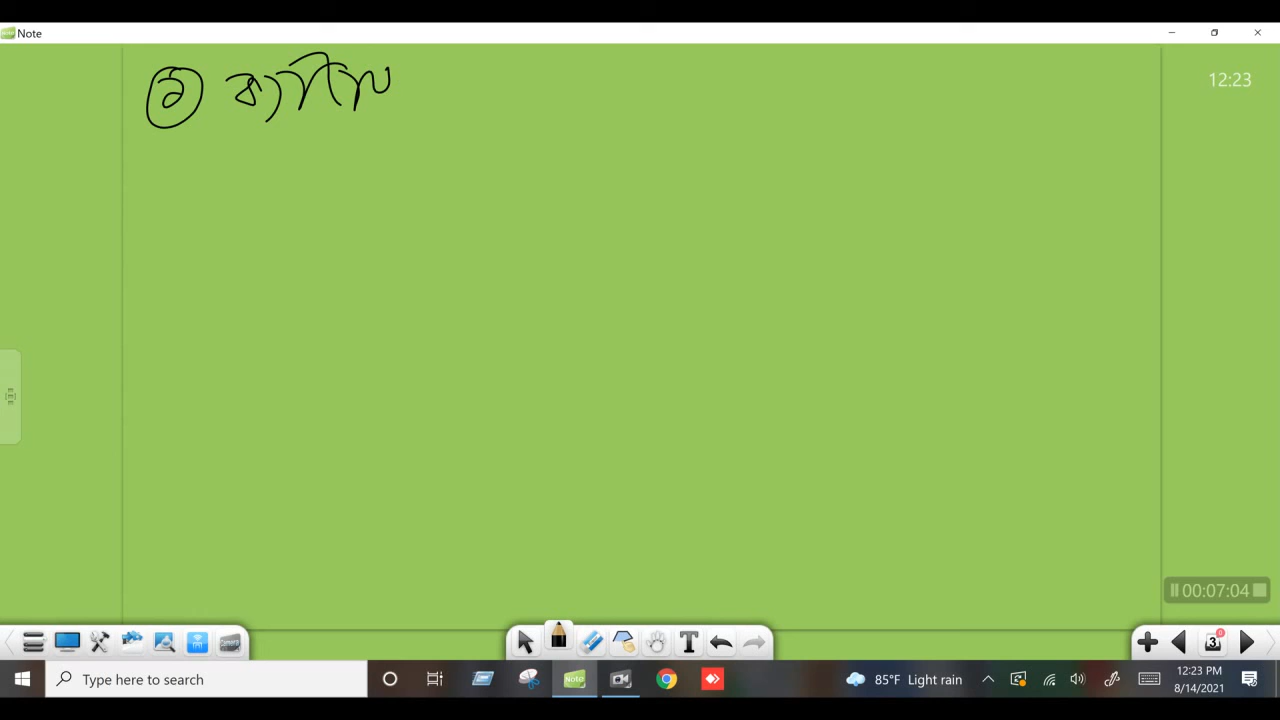 Note
12:23
00:07:04
3
Type here to search
85°F Light rain
12:23 PM
8/14/2021